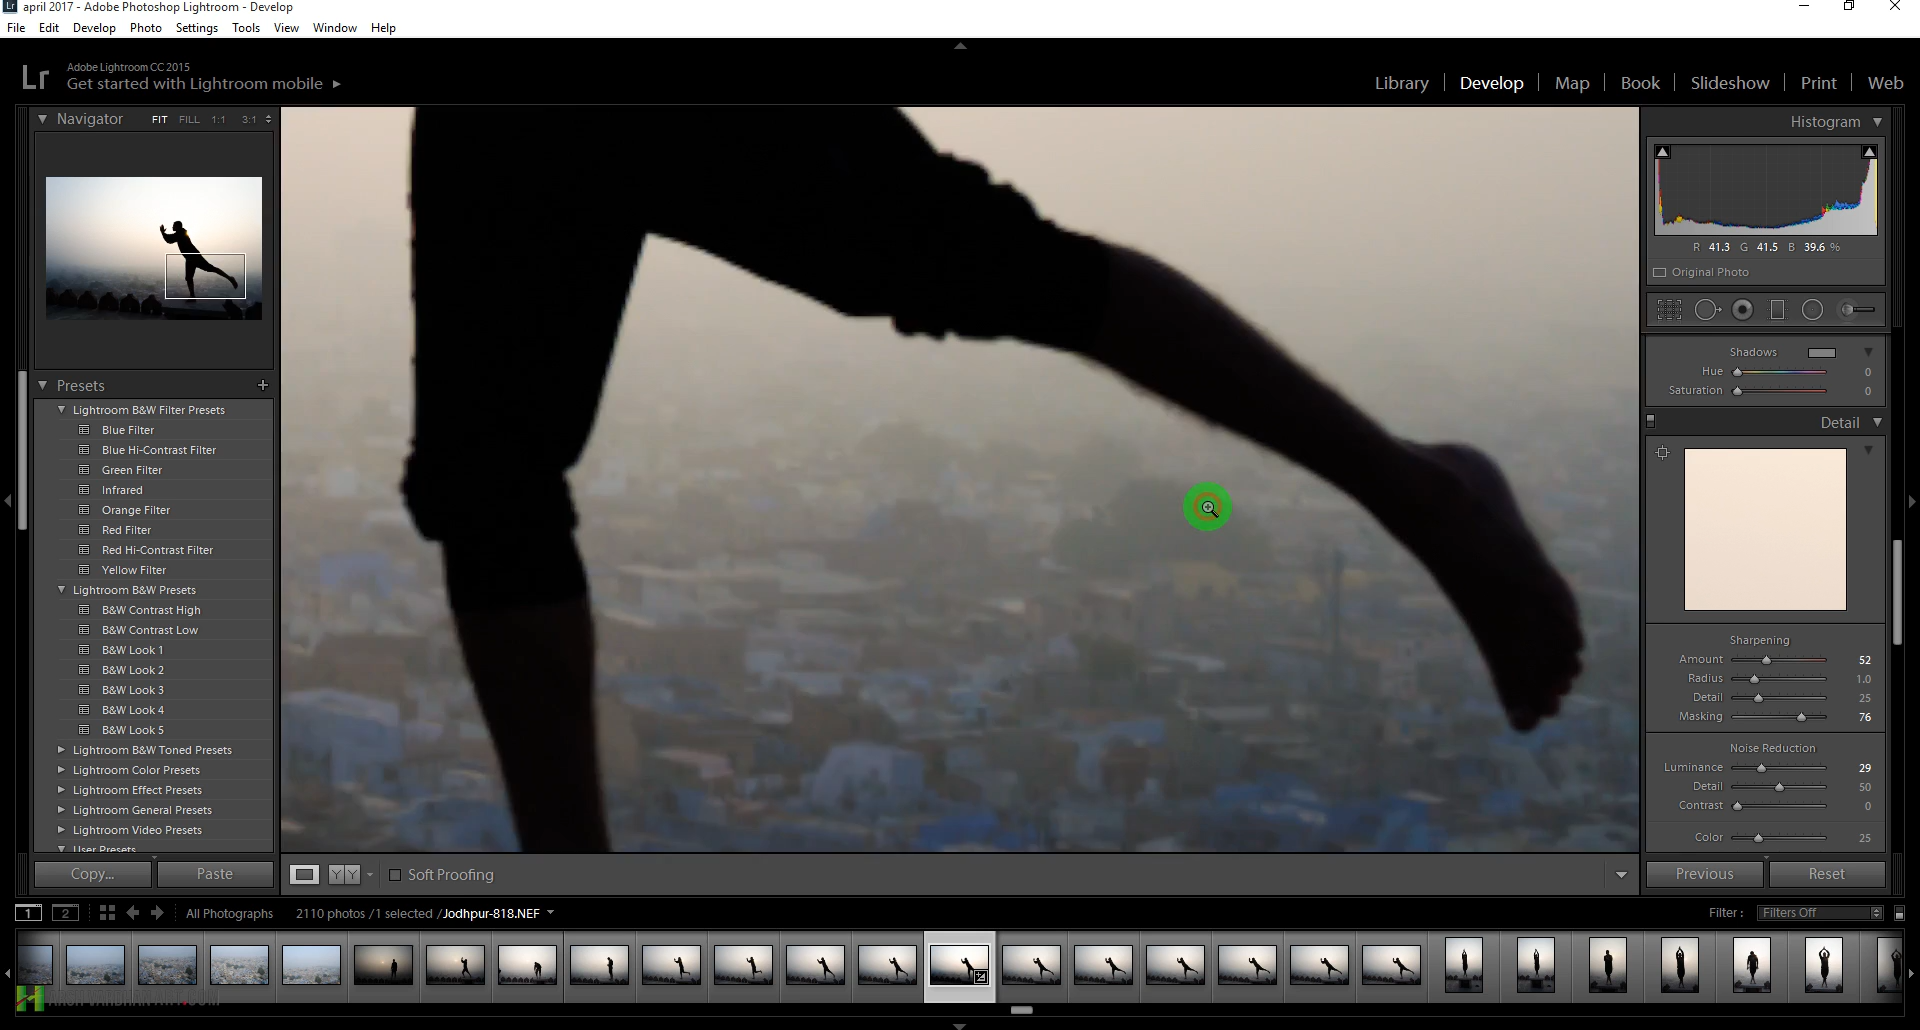 Lr april 2017 - Adobe Photoshop Lightroom - Develop
File Edit Develop Photo Settings Tools View Window Help
Lr Adobe Lightroom CC 2015
Get started with Lightroom mobile
Library Develop Map Book Slideshow Print Web
Navigator FIT FILL 1:1 3:1
Histogram
R 41.3 G 41.5 B 39.6 %
Original Photo
Shadows
Hue 0
Saturation 0
Presets
Lightroom B&W Filter Presets
Blue Filter
Blue Hi-Contrast Filter
Green Filter
Infrared
Orange Filter
Red Filter
Red Hi-Contrast Filter
Yellow Filter
Lightroom B&W Presets
B&W Contrast High
B&W Contrast Low
B&W Look 1
B&W Look 2
B&W Look 3
B&W Look 4
B&W Look 5
Lightroom B&W Toned Presets
Lightroom Color Presets
Lightroom Effect Presets
Lightroom General Presets
Lightroom Video Presets
User Presets
Detail
Sharpening
Amount 52
Radius 1.0
Detail 25
Masking 76
Noise Reduction
Luminance 29
Detail 50
Contrast 0
Color 25
Copy... Paste
YY Soft Proofing
Previous Reset
1 2 All Photographs 2110 photos /1 selected /Jodhpur-818.NEF
Filter : Filters Off